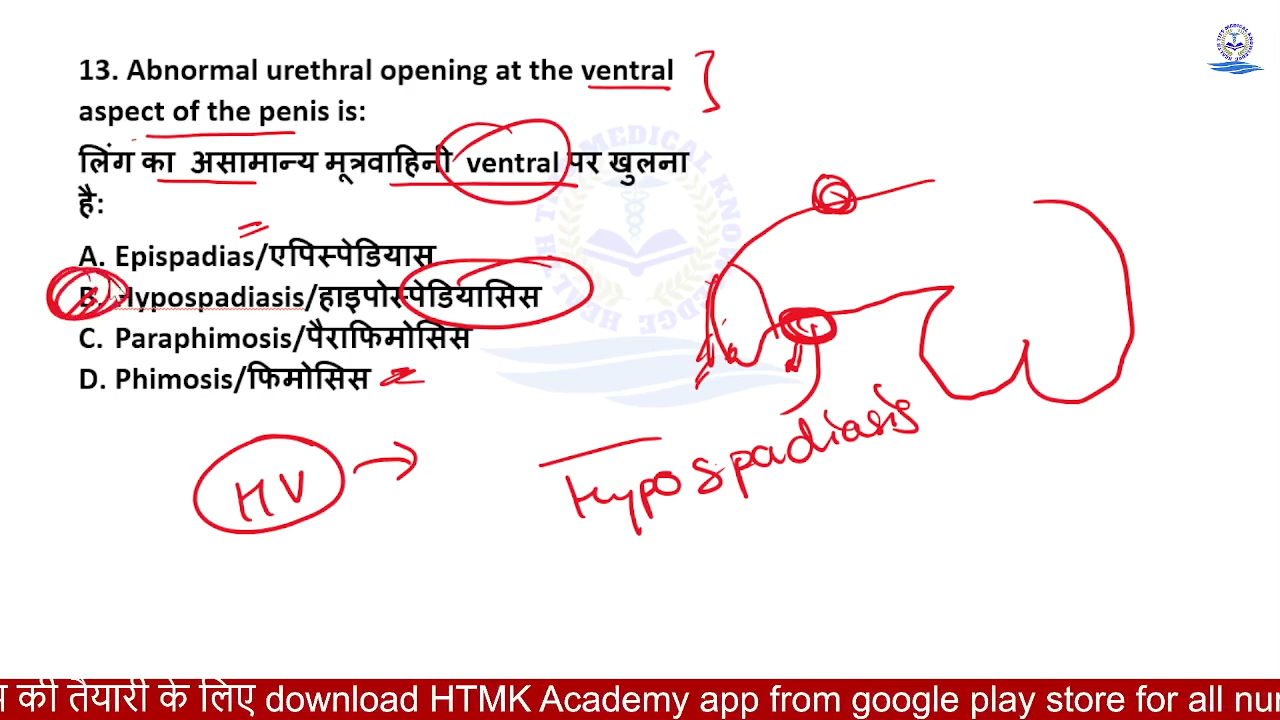 13. Abnormal urethral opening at the ventral
aspect of the penis is:
लिंग का असामान्य मूत्रवाहिनी ventral पर खुलना
है:
A. Epispadias/एपिस्पेडियास
B. Hypospadiasis/हाइपोस्पेडियासिस
C. Paraphimosis/पैराफिमोसिस
D. Phimosis/फिमोसिस
HV
Hypospadiasis
की तैयारी के लिए download HTMK Academy app from google play store for all